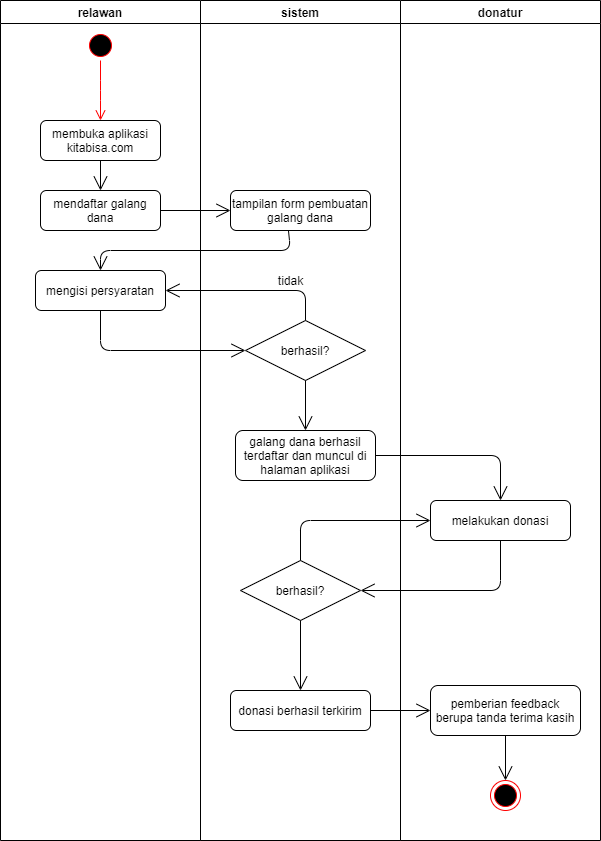 relawan
sistem
donatur
membuka aplikasi
kitabisa.com
mendaftar galang
dana
tampilan form pembuatan
galang dana
mengisi persyaratan
tidak
berhasil?
galang dana berhasil
terdaftar dan muncul di
halaman aplikasi
melakukan donasi
berhasil?
donasi berhasil terkirim
pemberian feedback
berupa tanda terima kasih